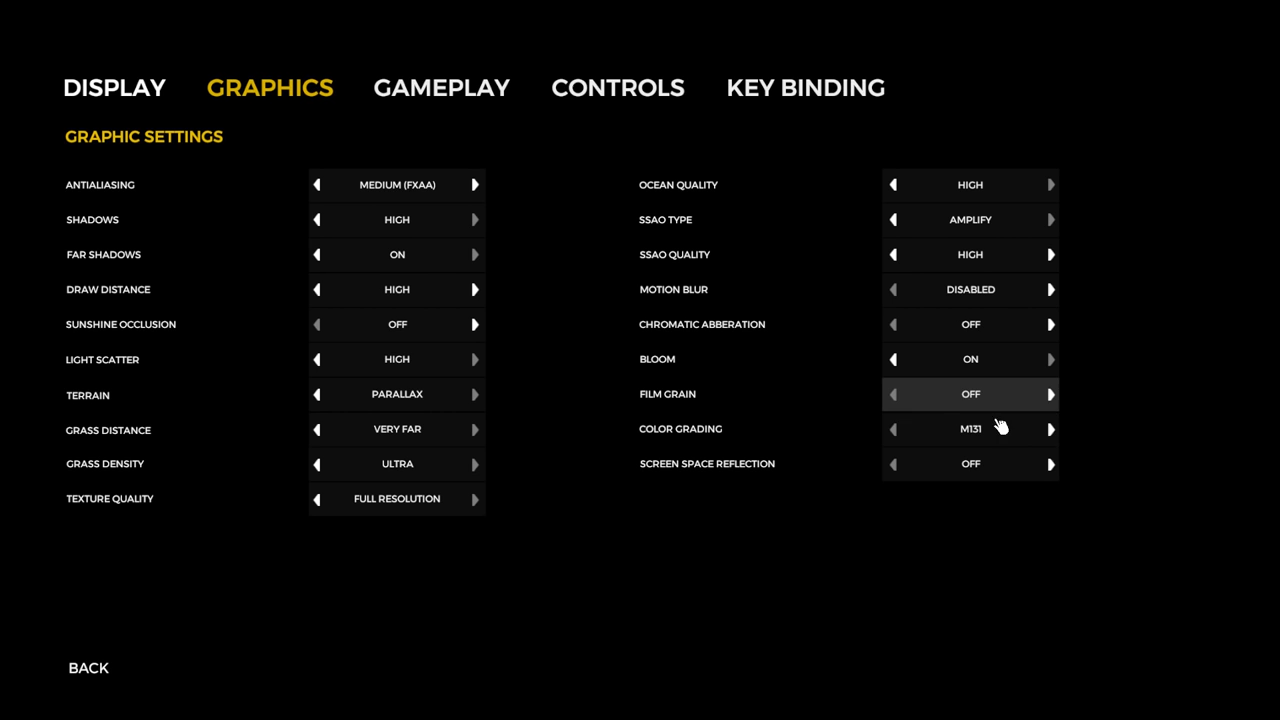 DISPLAY GRAPHICS GAMEPLAY CONTROLS KEY BINDING
GRAPHIC SETTINGS
ANTIALIASING MEDIUM (FXAA)
SHADOWS HIGH
FAR SHADOWS ON
DRAW DISTANCE HIGH
SUNSHINE OCCLUSION OFF
LIGHT SCATTER HIGH
TERRAIN PARALLAX
GRASS DISTANCE VERY FAR
GRASS DENSITY ULTRA
TEXTURE QUALITY FULL RESOLUTION
OCEAN QUALITY HIGH
SSAO TYPE AMPLIFY
SSAO QUALITY HIGH
MOTION BLUR DISABLED
CHROMATIC ABBERATION OFF
BLOOM ON
FILM GRAIN OFF
COLOR GRADING M131
SCREEN SPACE REFLECTION OFF
BACK